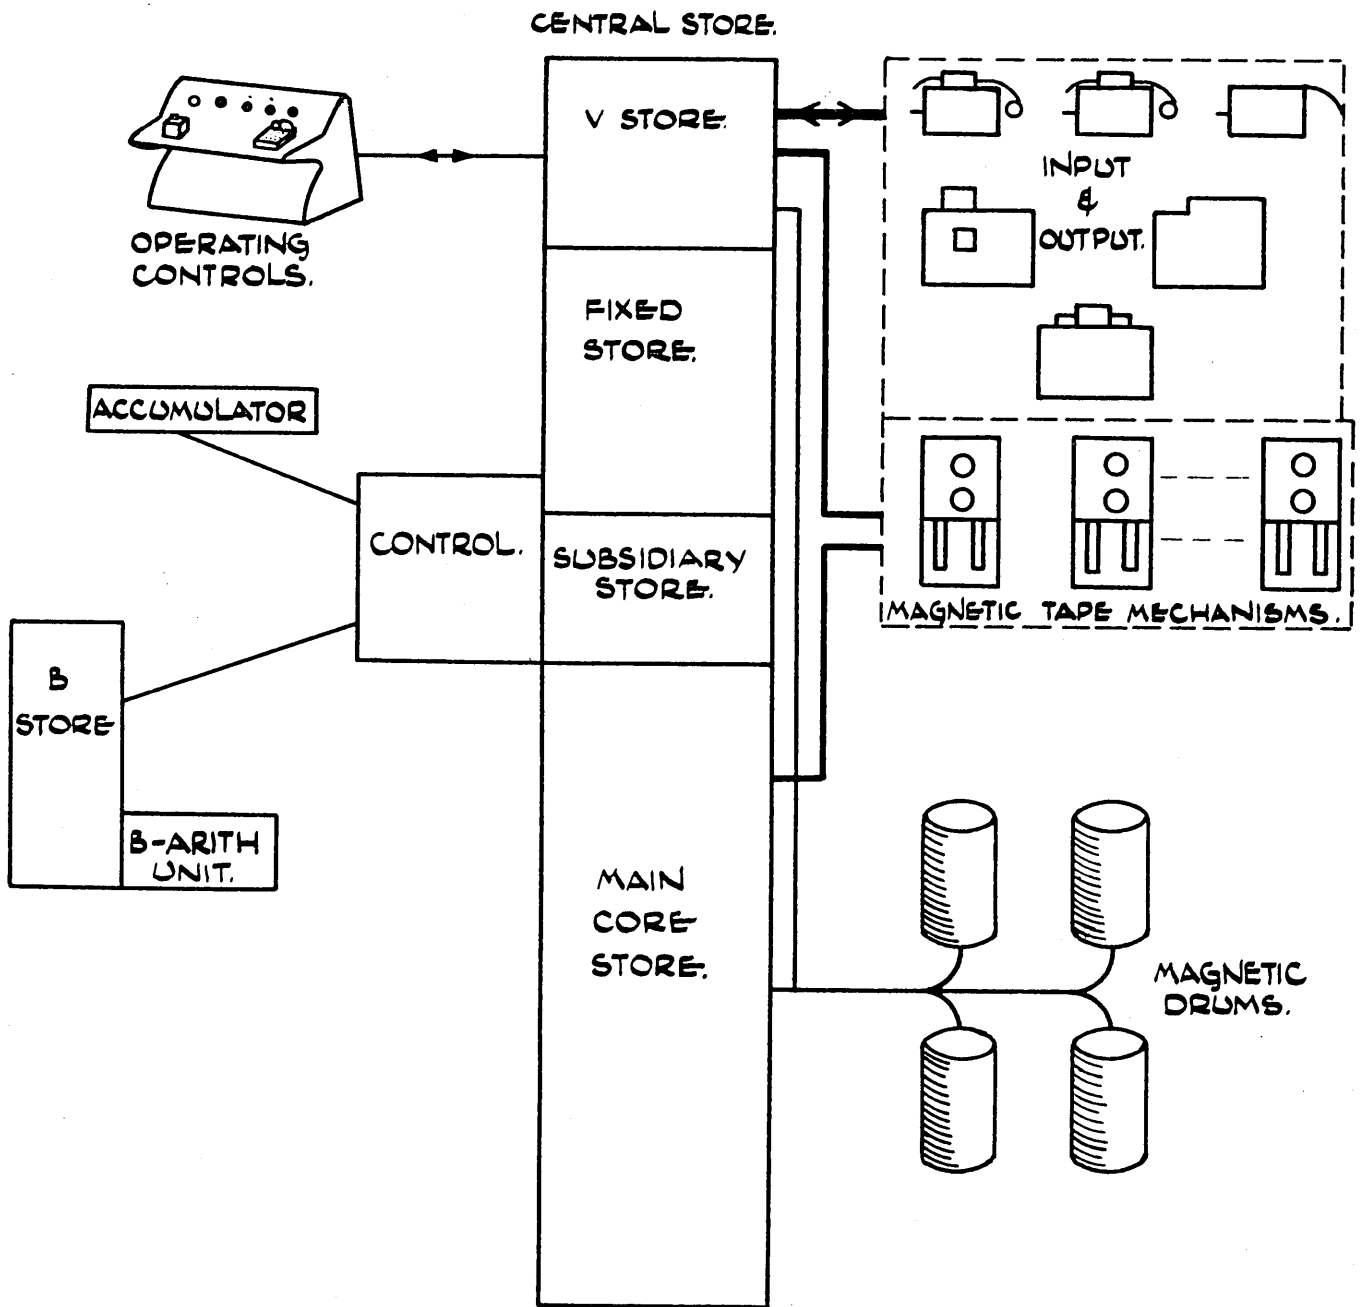 CENTRAL STORE.
V STORE.
INPUT
&
OUTPUT.
OPERATING
CONTROLS.
FIXED
STORE.
ACCUMULATOR
CONTROL.
SUBSIDIARY
STORE.
MAGNETIC TAPE MECHANISMS.
B
STORE
B-ARITH
UNIT.
MAIN
CORE
STORE.
MAGNETIC
DRUMS.